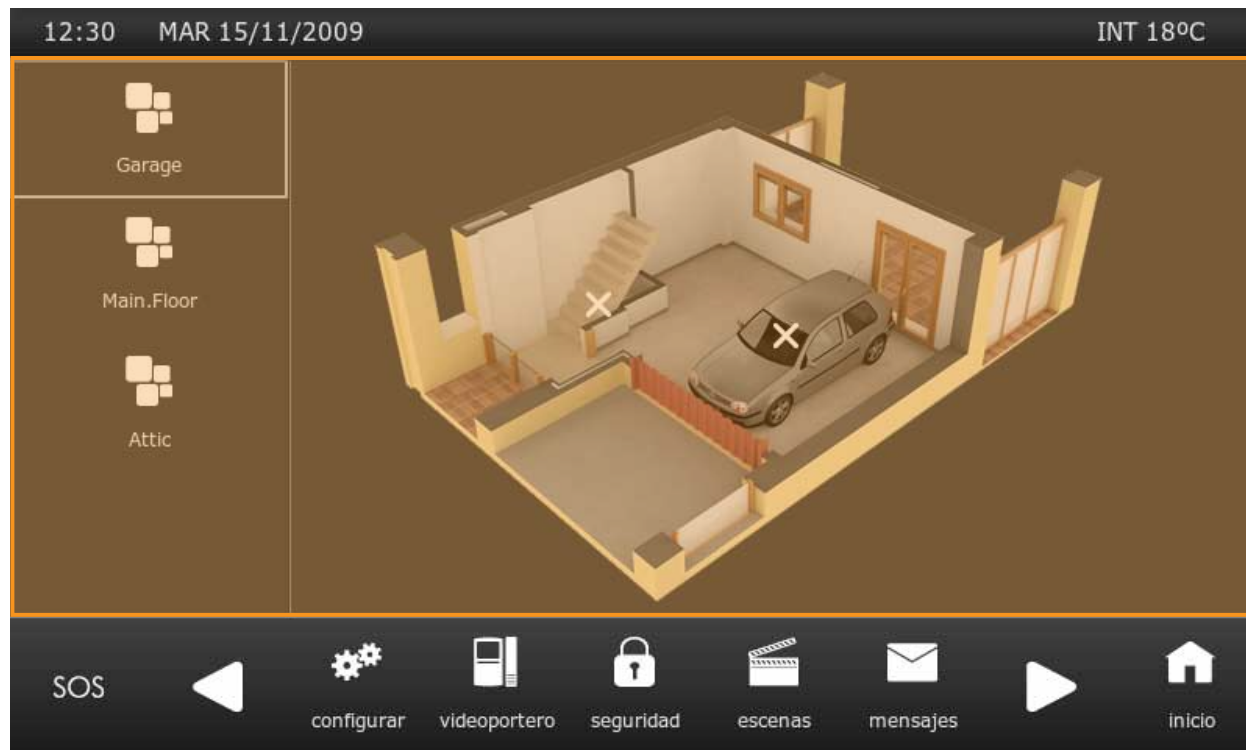 12:30 MAR 15/11/2009 INT 18ºC
Garage
Main.Floor
Attic
SOS
configurar videoportero seguridad escenas mensajes inicio